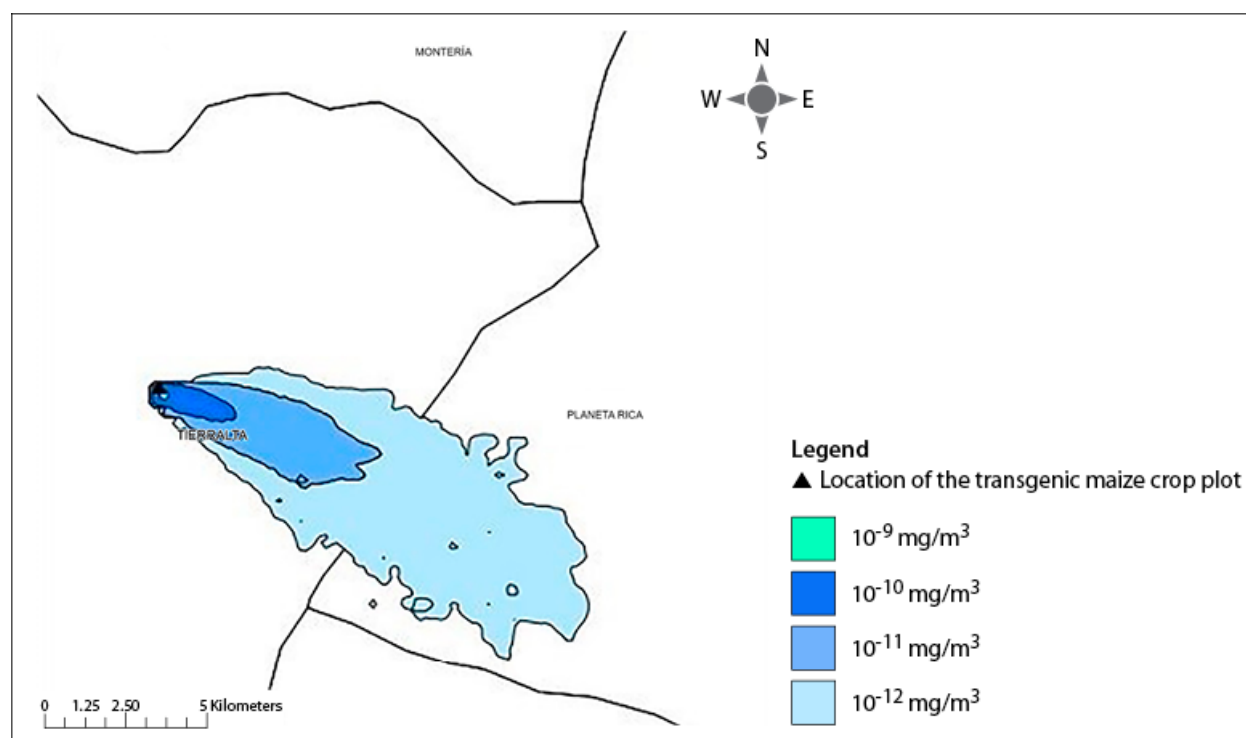 MONTERÍA
N
W E
S
PLANETA RICA
TIERRALTA
Legend
▲ Location of the transgenic maize crop plot
10⁻⁹ mg/m³
10⁻¹⁰ mg/m³
10⁻¹¹ mg/m³
10⁻¹² mg/m³
0 1.25 2.50 5 Kilometers